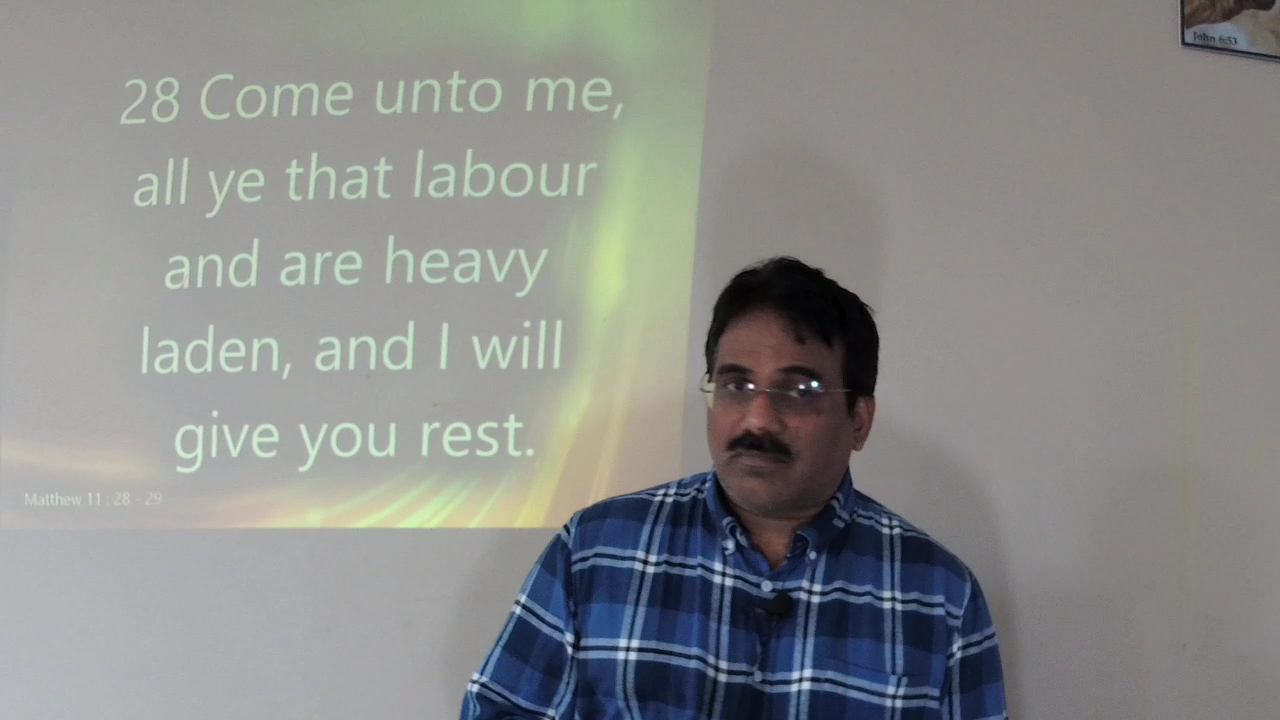 28 Come unto me,
all ye that labour
and are heavy
laden, and I will
give you rest.
Matthew 11 : 28 - 29
John 6:53